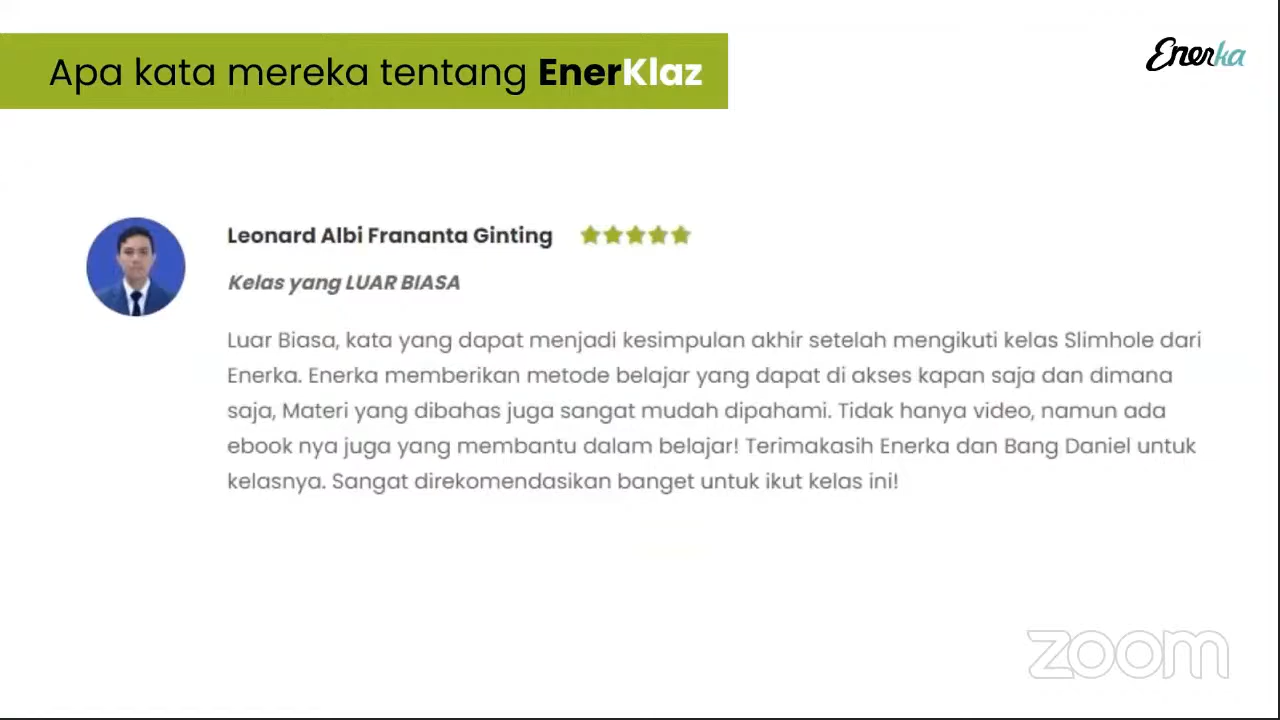 Apa kata mereka tentang EnerKlaz
Enerka
Leonard Albi Frananta Ginting
Kelas yang LUAR BIASA
Luar Biasa, kata yang dapat menjadi kesimpulan akhir setelah mengikuti kelas Slimhole dari
Enerka. Enerka memberikan metode belajar yang dapat di akses kapan saja dan dimana
saja, Materi yang dibahas juga sangat mudah dipahami. Tidak hanya video, namun ada
ebook nya juga yang membantu dalam belajar! Terimakasih Enerka dan Bang Daniel untuk
kelasnya. Sangat direkomendasikan banget untuk ikut kelas ini!
zoom